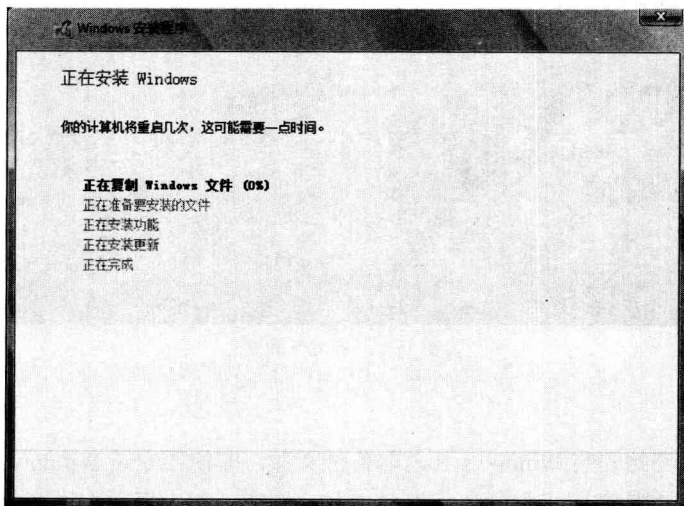 Windows 安装程序
正在安装 Windows
你的计算机将重启几次，这可能需要一点时间。
正在复制 Windows 文件 (0%)
正在准备要安装的文件
正在安装功能
正在安装更新
正在完成